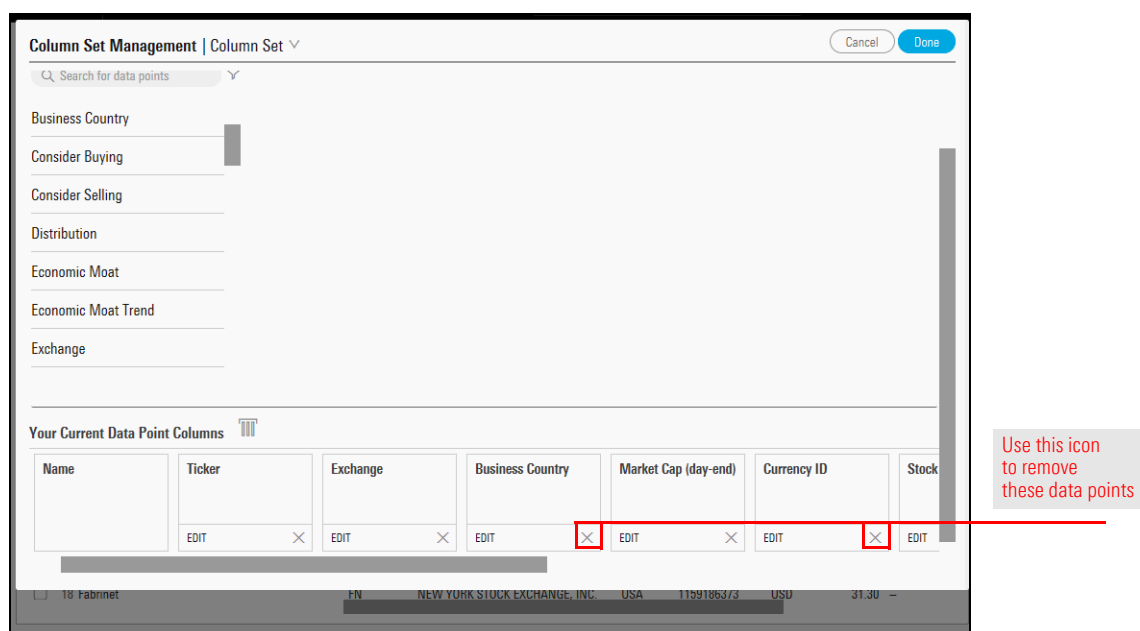 Column Set Management | Column Set
Cancel
Done
Search for data points
Business Country
Consider Buying
Consider Selling
Distribution
Economic Moat
Economic Moat Trend
Exchange
Your Current Data Point Columns
Name Ticker Exchange Business Country Market Cap (day-end) Currency ID Stock
EDIT EDIT EDIT EDIT EDIT EDIT
Use this icon
to remove
these data points
18 Fabrinet FN NEW YORK STOCK EXCHANGE, INC. USA 1159186373 USD 31.30 –